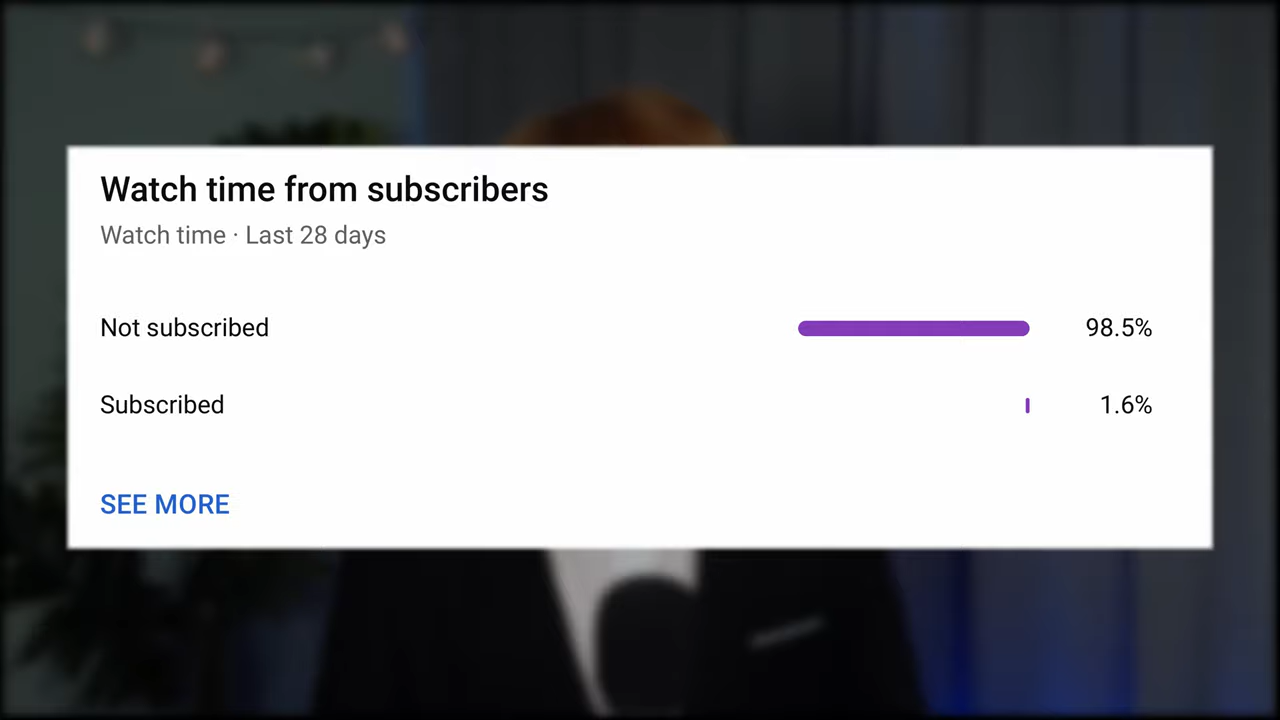 Watch time from subscribers
Watch time · Last 28 days
Not subscribed 98.5%
Subscribed 1.6%
SEE MORE